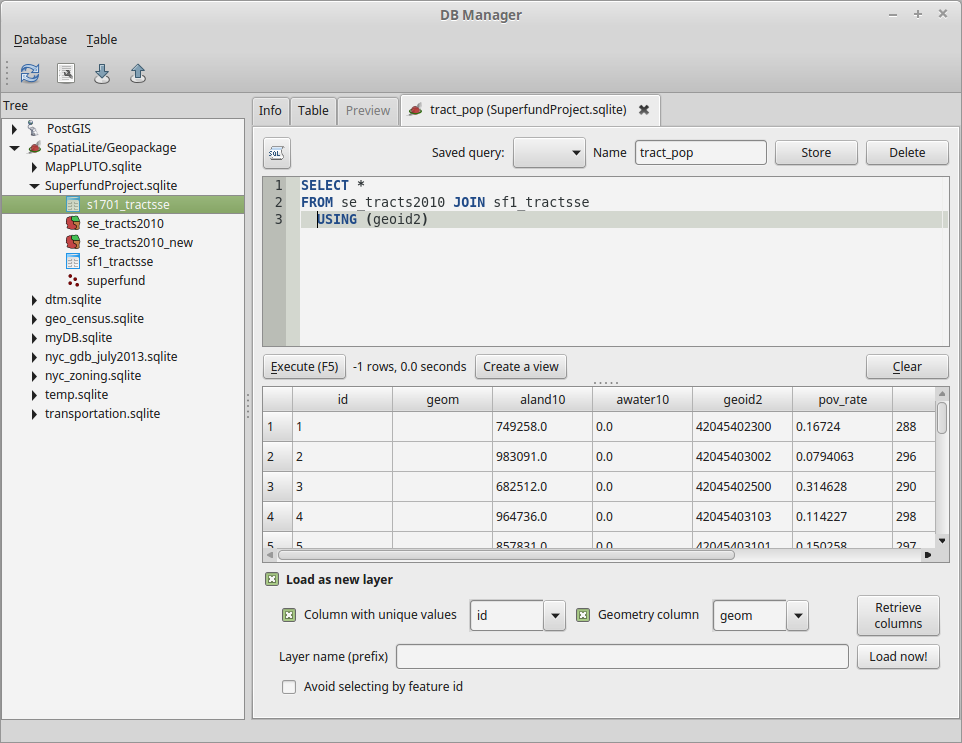 DB Manager
Database Table
Tree
PostGIS
SpatiaLite/Geopackage
MapPLUTO.sqlite
SuperfundProject.sqlite
s1701_tractsse
se_tracts2010
se_tracts2010_new
sf1_tractsse
superfund
dtm.sqlite
geo_census.sqlite
myDB.sqlite
nyc_gdb_july2013.sqlite
nyc_zoning.sqlite
temp.sqlite
transportation.sqlite
Info Table Preview tract_pop (SuperfundProject.sqlite)
SQL Saved query: Name tract_pop Store Delete
1 SELECT *
2 FROM se_tracts2010 JOIN sf1_tractsse
3 USING (geoid2)
Execute (F5) -1 rows, 0.0 seconds Create a view Clear
id geom aland10 awater10 geoid2 pov_rate
1 1 749258.0 0.0 42045402300 0.16724 288
2 2 983091.0 0.0 42045403002 0.0794063 296
3 3 682512.0 0.0 42045402500 0.314628 290
4 4 964736.0 0.0 42045403103 0.114227 298
5 5 857831.0 0.0 42045403101 0.150258 297
Load as new layer
Column with unique values id Geometry column geom Retrieve
columns
Layer name (prefix) Load now!
Avoid selecting by feature id